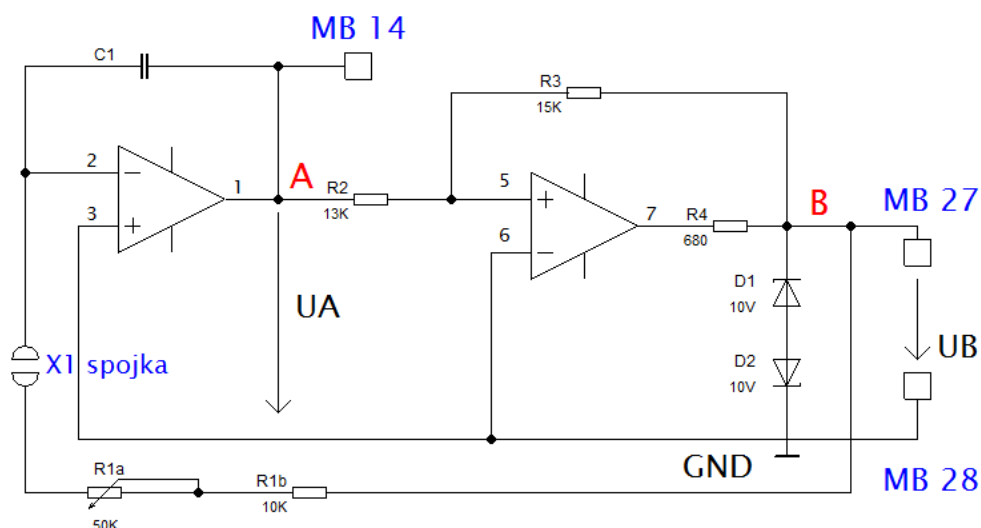 MB 14
C1
R3
15K
2
3
1
A
R2
13K
5
6
7
R4
680
B
MB 27
D1
10V
D2
10V
UA
UB
X1 spojka
GND
MB 28
R1a
50K
R1b
10K